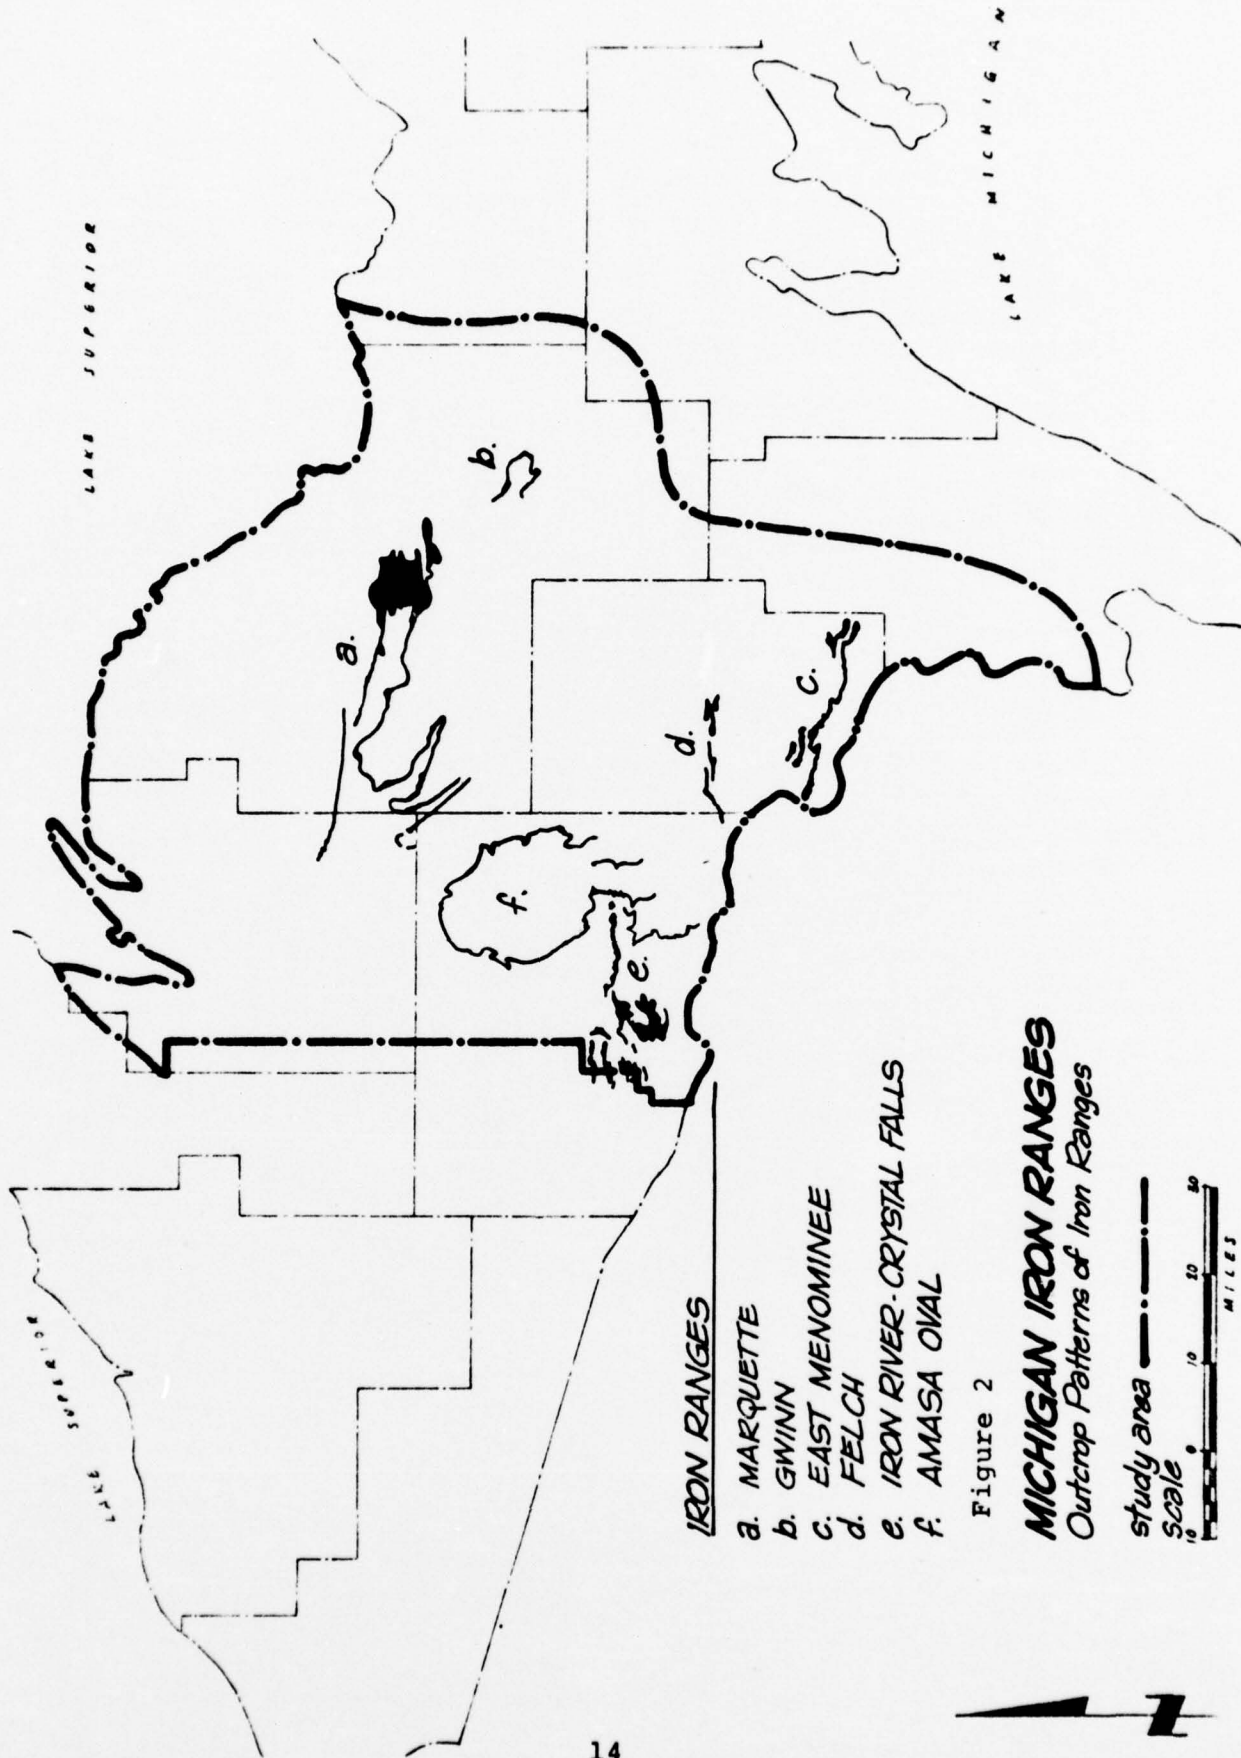 LAKE SUPERIOR
LAKE SUPERIOR
LAKE MICHIGAN
a.
b.
c.
d.
e.
f.
IRON RANGES
a. MARQUETTE
b. GWINN
c. EAST MENOMINEE
d. FELCH
e. IRON RIVER-CRYSTAL FALLS
f. AMASA OVAL
Figure 2
MICHIGAN IRON RANGES
Outcrop Patterns of Iron Ranges
study area
scale
10 0 10 20 30
MILES
N
14